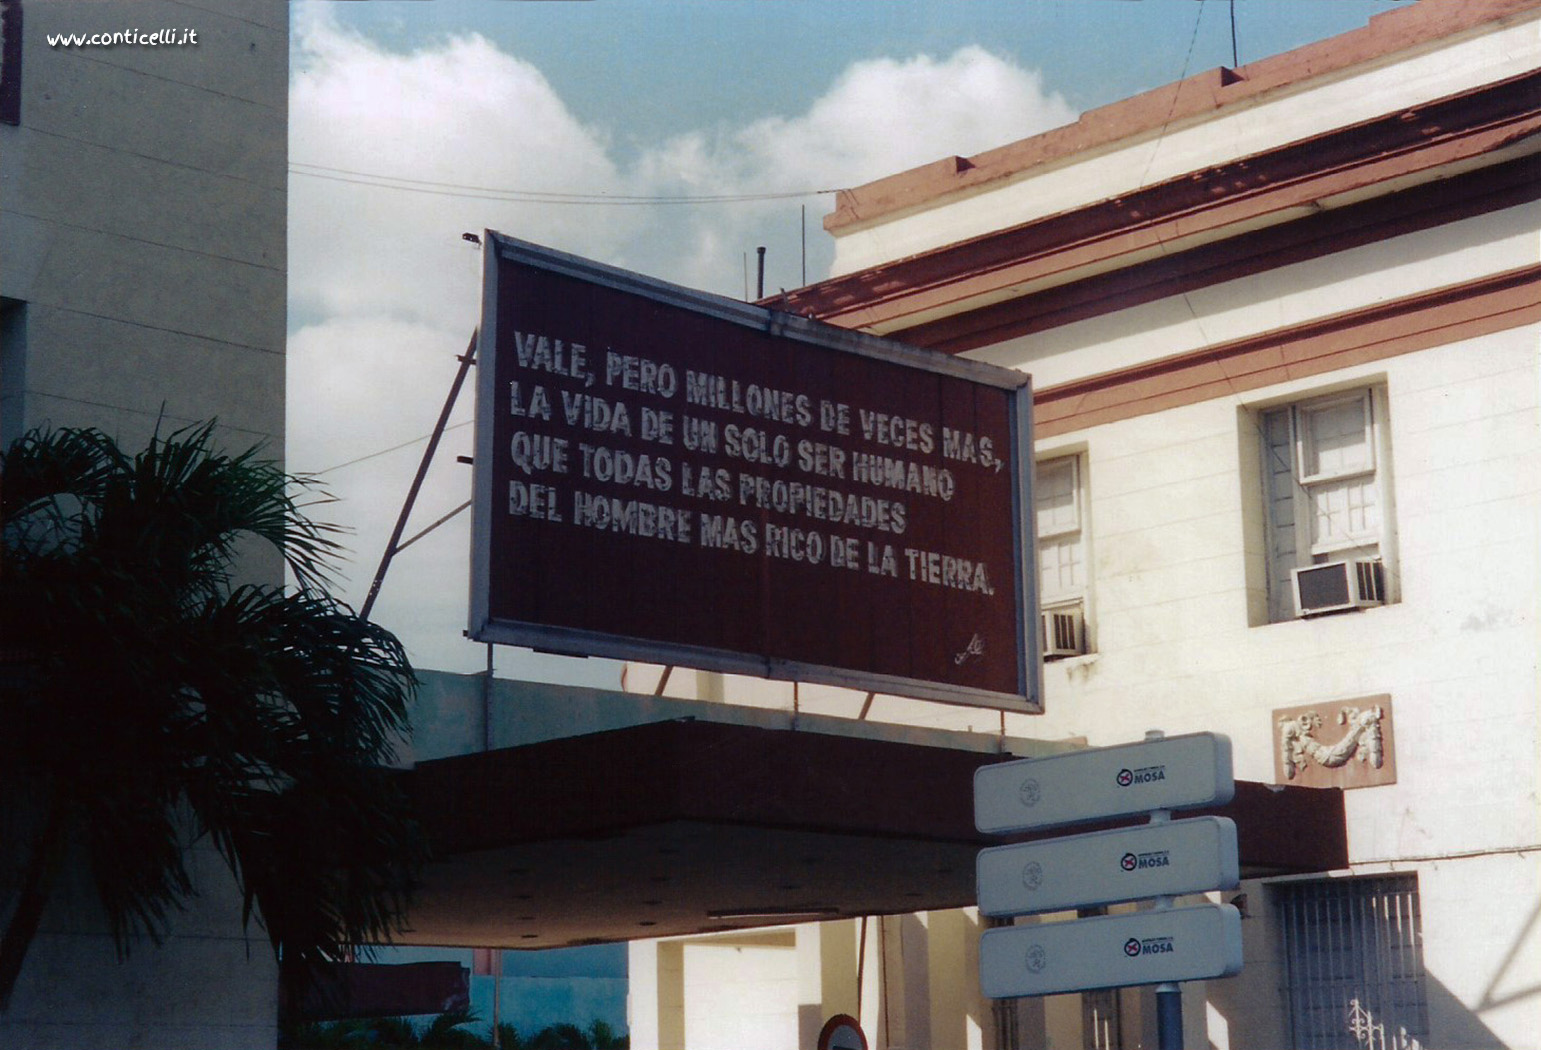 www.conticelli.it
VALE, PERO MILLONES DE VECES MAS,
LA VIDA DE UN SOLO SER HUMANO
QUE TODAS LAS PROPIEDADES
DEL HOMBRE MAS RICO DE LA TIERRA.
MOSA
MOSA
MOSA